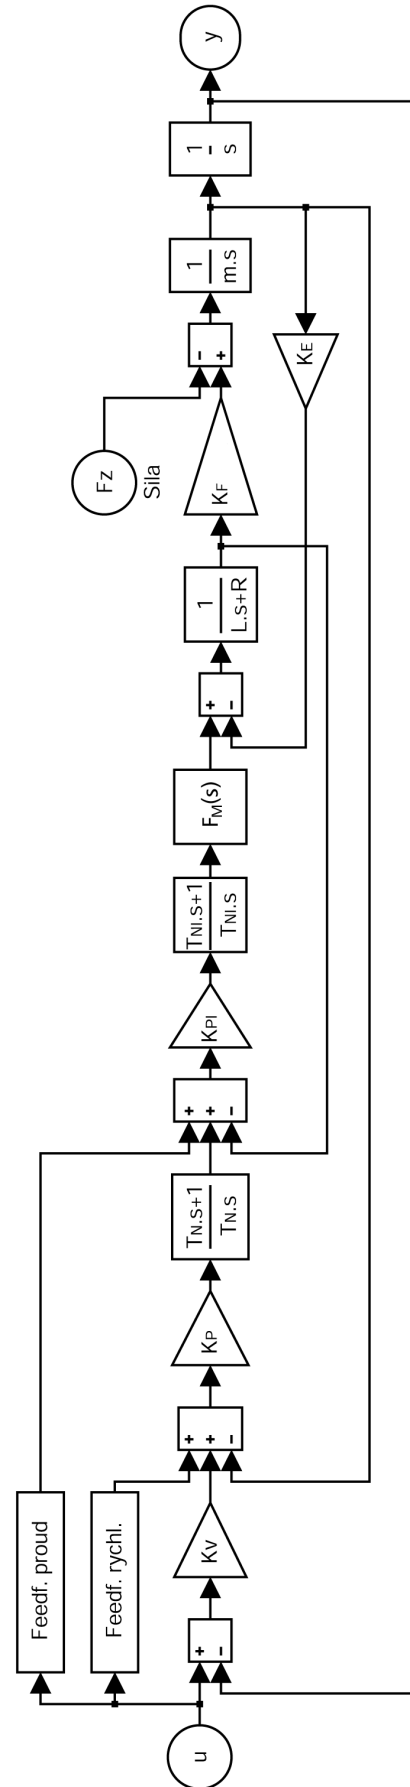 u
Feedf. proud
Feedf. rychl.
+
-
Kv
+
+
-
KP
TN.s+1
TN.s
+
+
-
KPI
TNI.s+1
TNI.s
FM(s)
+
-
1
L.s+R
KF
Fz
Sila
-
+
1
m.s
KE
1
s
y